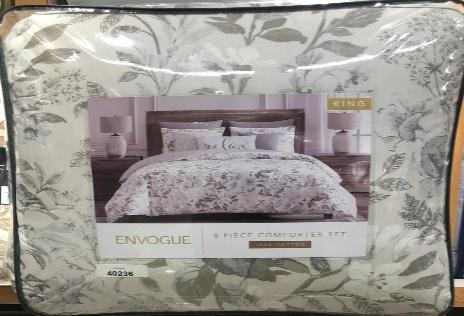 KING
ENVOGUE
8 PIECE COMFORTER SET
100% COTTON
40236